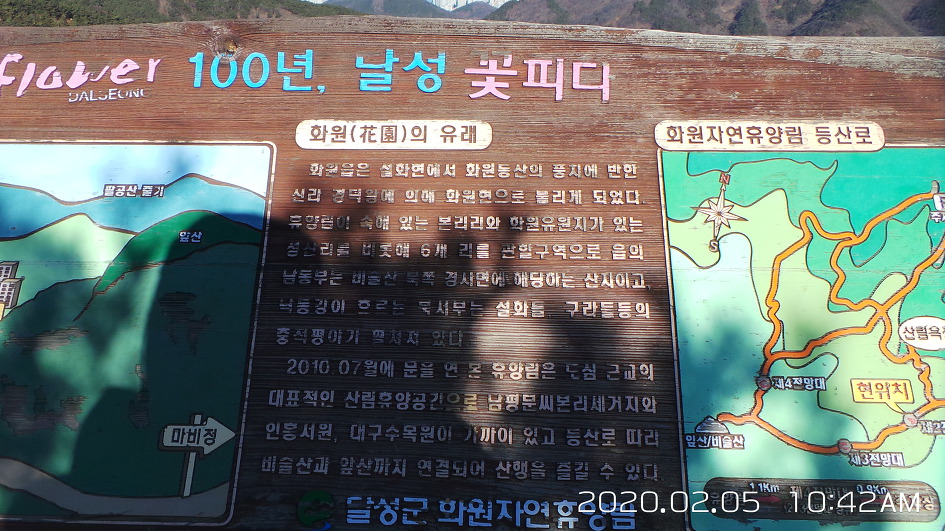 flower 100년, 달성 꽃피다
DALSEONG
화원(花園)의 유래
화원자연휴양림 등산로
화원읍은 설화면에서 화원동산의 풍치에 반한
신라 경덕왕에 의해 화원현으로 불리게 되었다.
휴양림이 속해 있는 본리리와 화원유원지가 있는
성산리를 비롯해 6개 리를 관할구역으로 읍의
남동부는 비슬산 북쪽 경사면에 해당하는 산지이고,
낙동강이 흐르는 북서부는 설화들, 구라들등의
충적평야가 펼쳐져 있다.
2010. 07월에 문을 연 본 휴양림은 도심 근교의
대표적인 산림휴양공간으로 남평문씨본리세거지와
인흥서원, 대구수목원이 가까이 있고 등산로 따라
비슬산과 앞산까지 연결되어 산행을 즐길 수 있다.
달성군 화원자연휴양림
팔공산 줄기
앞산
마비정
N
S
산림욕
제4전망대
현위치
앞산/비슬산
제3전망대
제2
1.1Km
0.9Km
2020.02.05 10:42AM